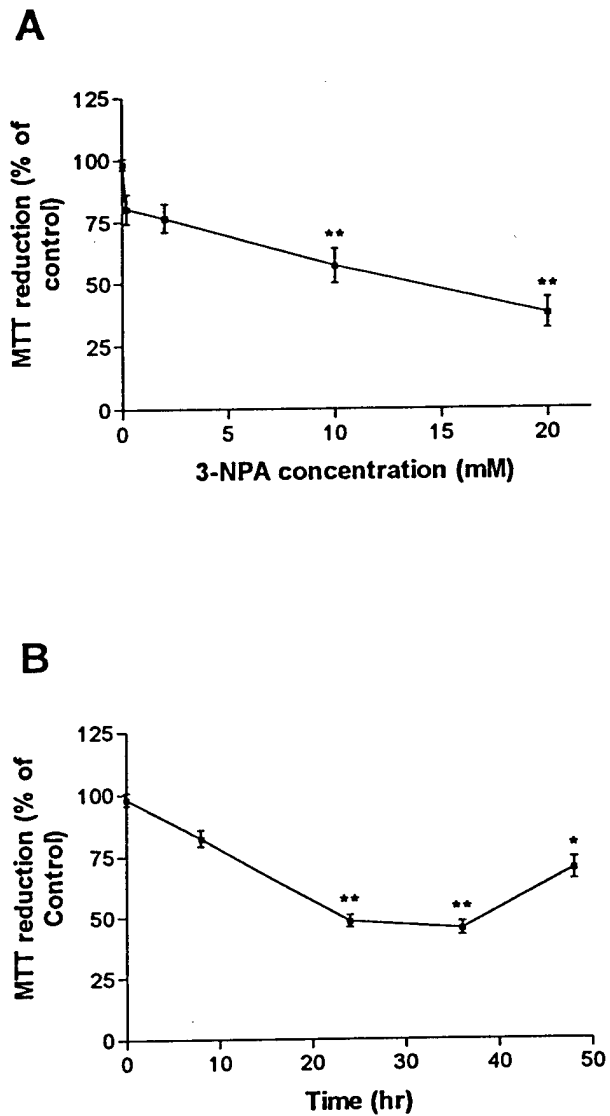 A
MTT reduction (% of
control)
125
100
75
50
25
0
**
**
0 5 10 15 20
3-NPA concentration (mM)
B
MTT reduction (% of
Control)
125
100
75
50
25
0
**
**
*
0 10 20 30 40 50
Time (hr)